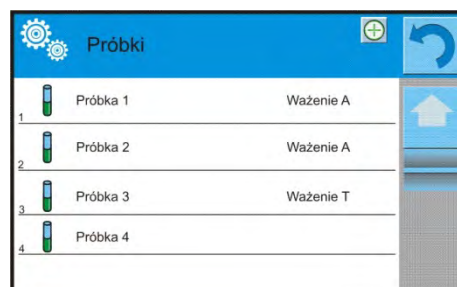 Próbki
1 Próbka 1 Ważenie A
2 Próbka 2 Ważenie A
3 Próbka 3 Ważenie T
4 Próbka 4